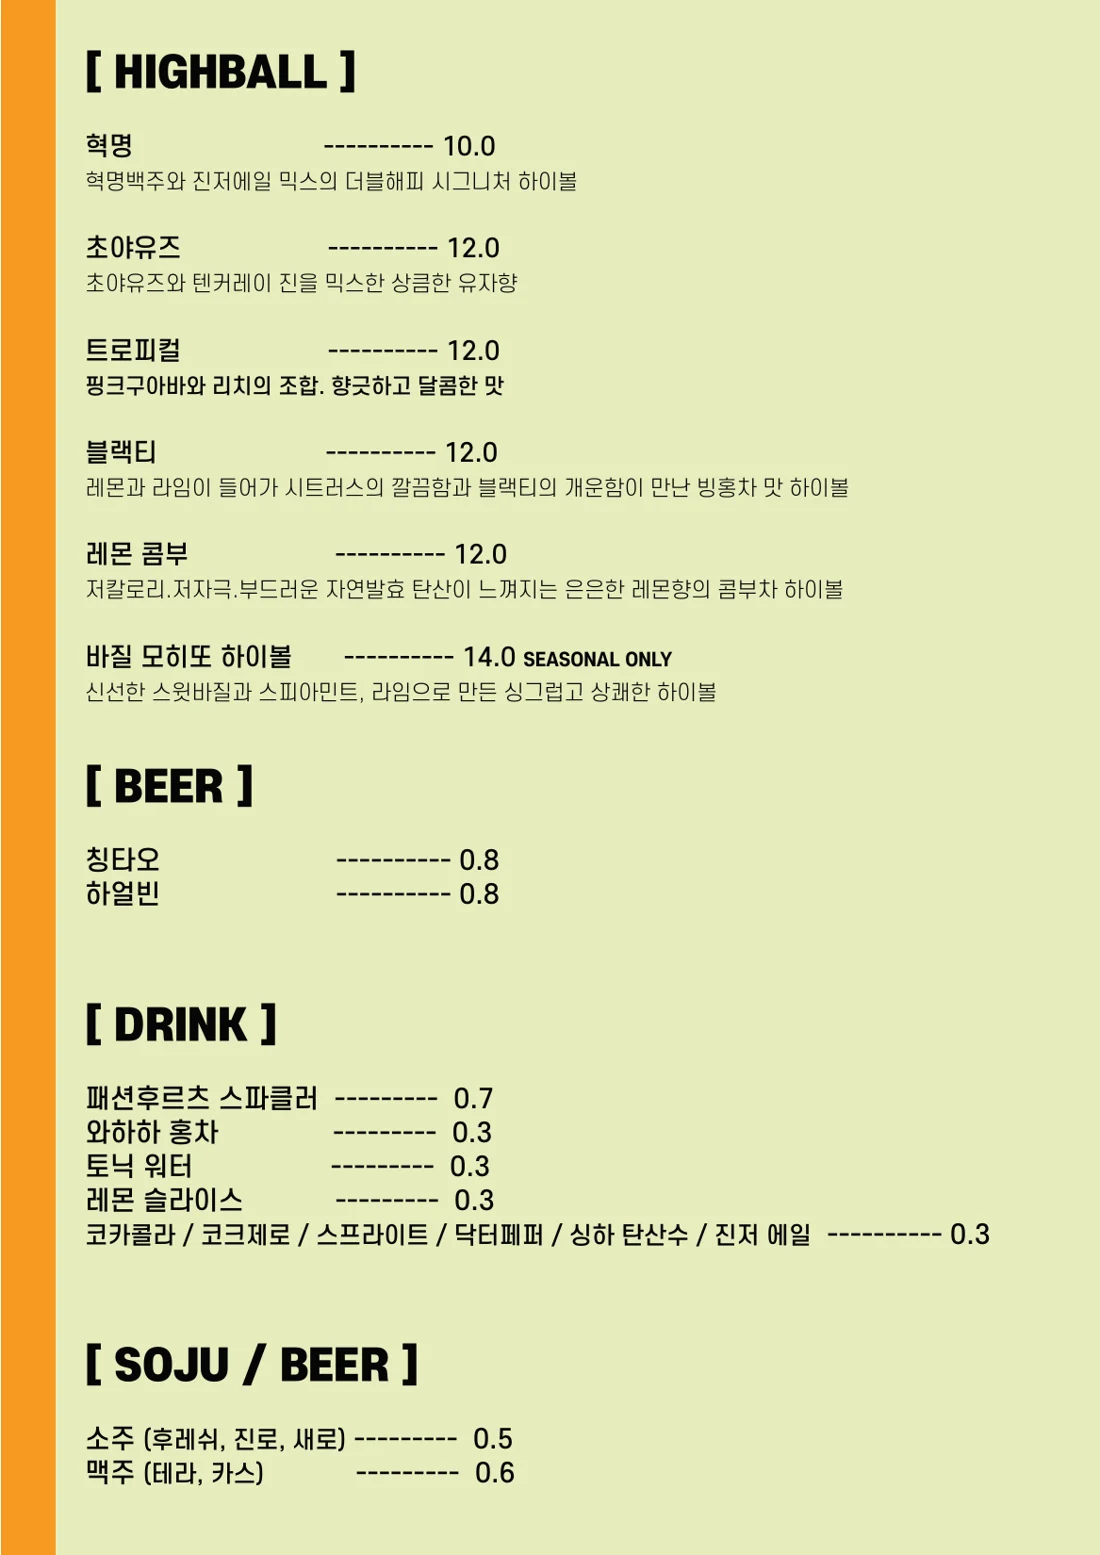 [ HIGHBALL ]
혁명 ---------- 10.0
혁명백주와 진저에일 믹스의 더블해피 시그니처 하이볼
초야유즈 ---------- 12.0
초야유즈와 텐커레이 진을 믹스한 상큼한 유자향
트로피컬 ---------- 12.0
핑크구아바와 리치의 조합. 향긋하고 달콤한 맛
블랙티 ---------- 12.0
레몬과 라임이 들어가 시트러스의 깔끔함과 블랙티의 개운함이 만난 빙홍차 맛 하이볼
레몬 콤부 ---------- 12.0
저칼로리.저자극.부드러운 자연발효 탄산이 느껴지는 은은한 레몬향의 콤부차 하이볼
바질 모히또 하이볼 ---------- 14.0 SEASONAL ONLY
신선한 스윗바질과 스피아민트, 라임으로 만든 싱그럽고 상쾌한 하이볼
[ BEER ]
칭타오 ---------- 0.8
하얼빈 ---------- 0.8
[ DRINK ]
패션후르츠 스파클러 --------- 0.7
와하하 홍차 --------- 0.3
토닉 워터 --------- 0.3
레몬 슬라이스 --------- 0.3
코카콜라 / 코크제로 / 스프라이트 / 닥터페퍼 / 싱하 탄산수 / 진저 에일 ---------- 0.3
[ SOJU / BEER ]
소주 (후레쉬, 진로, 새로) --------- 0.5
맥주 (테라, 카스) --------- 0.6